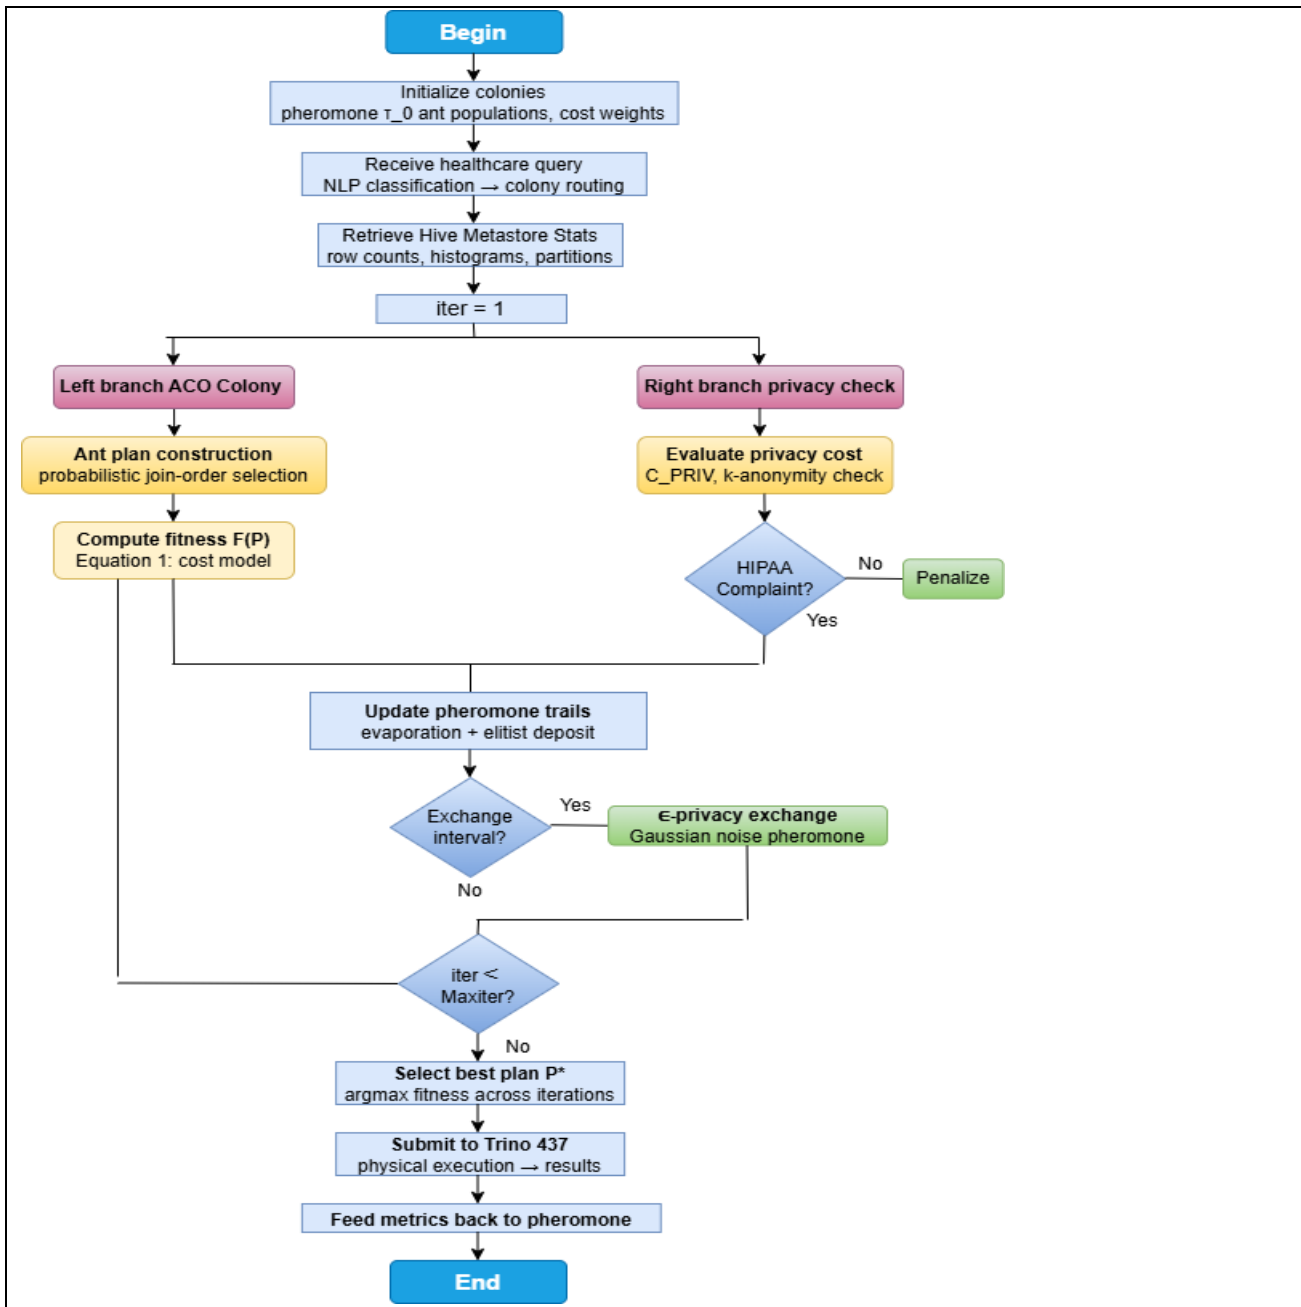 Begin
Initialize colonies
pheromone τ_0 ant populations, cost weights
Receive healthcare query
NLP classification → colony routing
Retrieve Hive Metastore Stats
row counts, histograms, partitions
iter = 1
Left branch ACO Colony
Right branch privacy check
Ant plan construction
probabilistic join-order selection
Evaluate privacy cost
C_PRIV, k-anonymity check
Compute fitness F(P)
Equation 1: cost model
HIPAA
Complaint?
No
Penalize
Yes
Update pheromone trails
evaporation + elitist deposit
Exchange
interval?
Yes
ϵ-privacy exchange
Gaussian noise pheromone
No
iter <
Maxiter?
No
Select best plan P*
argmax fitness across iterations
Submit to Trino 437
physical execution → results
Feed metrics back to pheromone
End